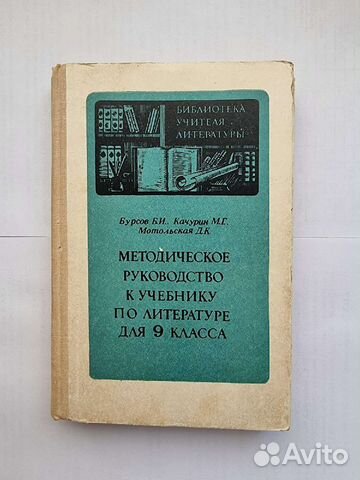 БИБЛИОТЕКА
УЧИТЕЛЯ
ЛИТЕРАТУРЫ
Бурсов Б.И., Качурин М.Г.,
Мотольская Д.К.
МЕТОДИЧЕСКОЕ
РУКОВОДСТВО
К УЧЕБНИКУ
ПО ЛИТЕРАТУРЕ
ДЛЯ 9 КЛАССА
Avito